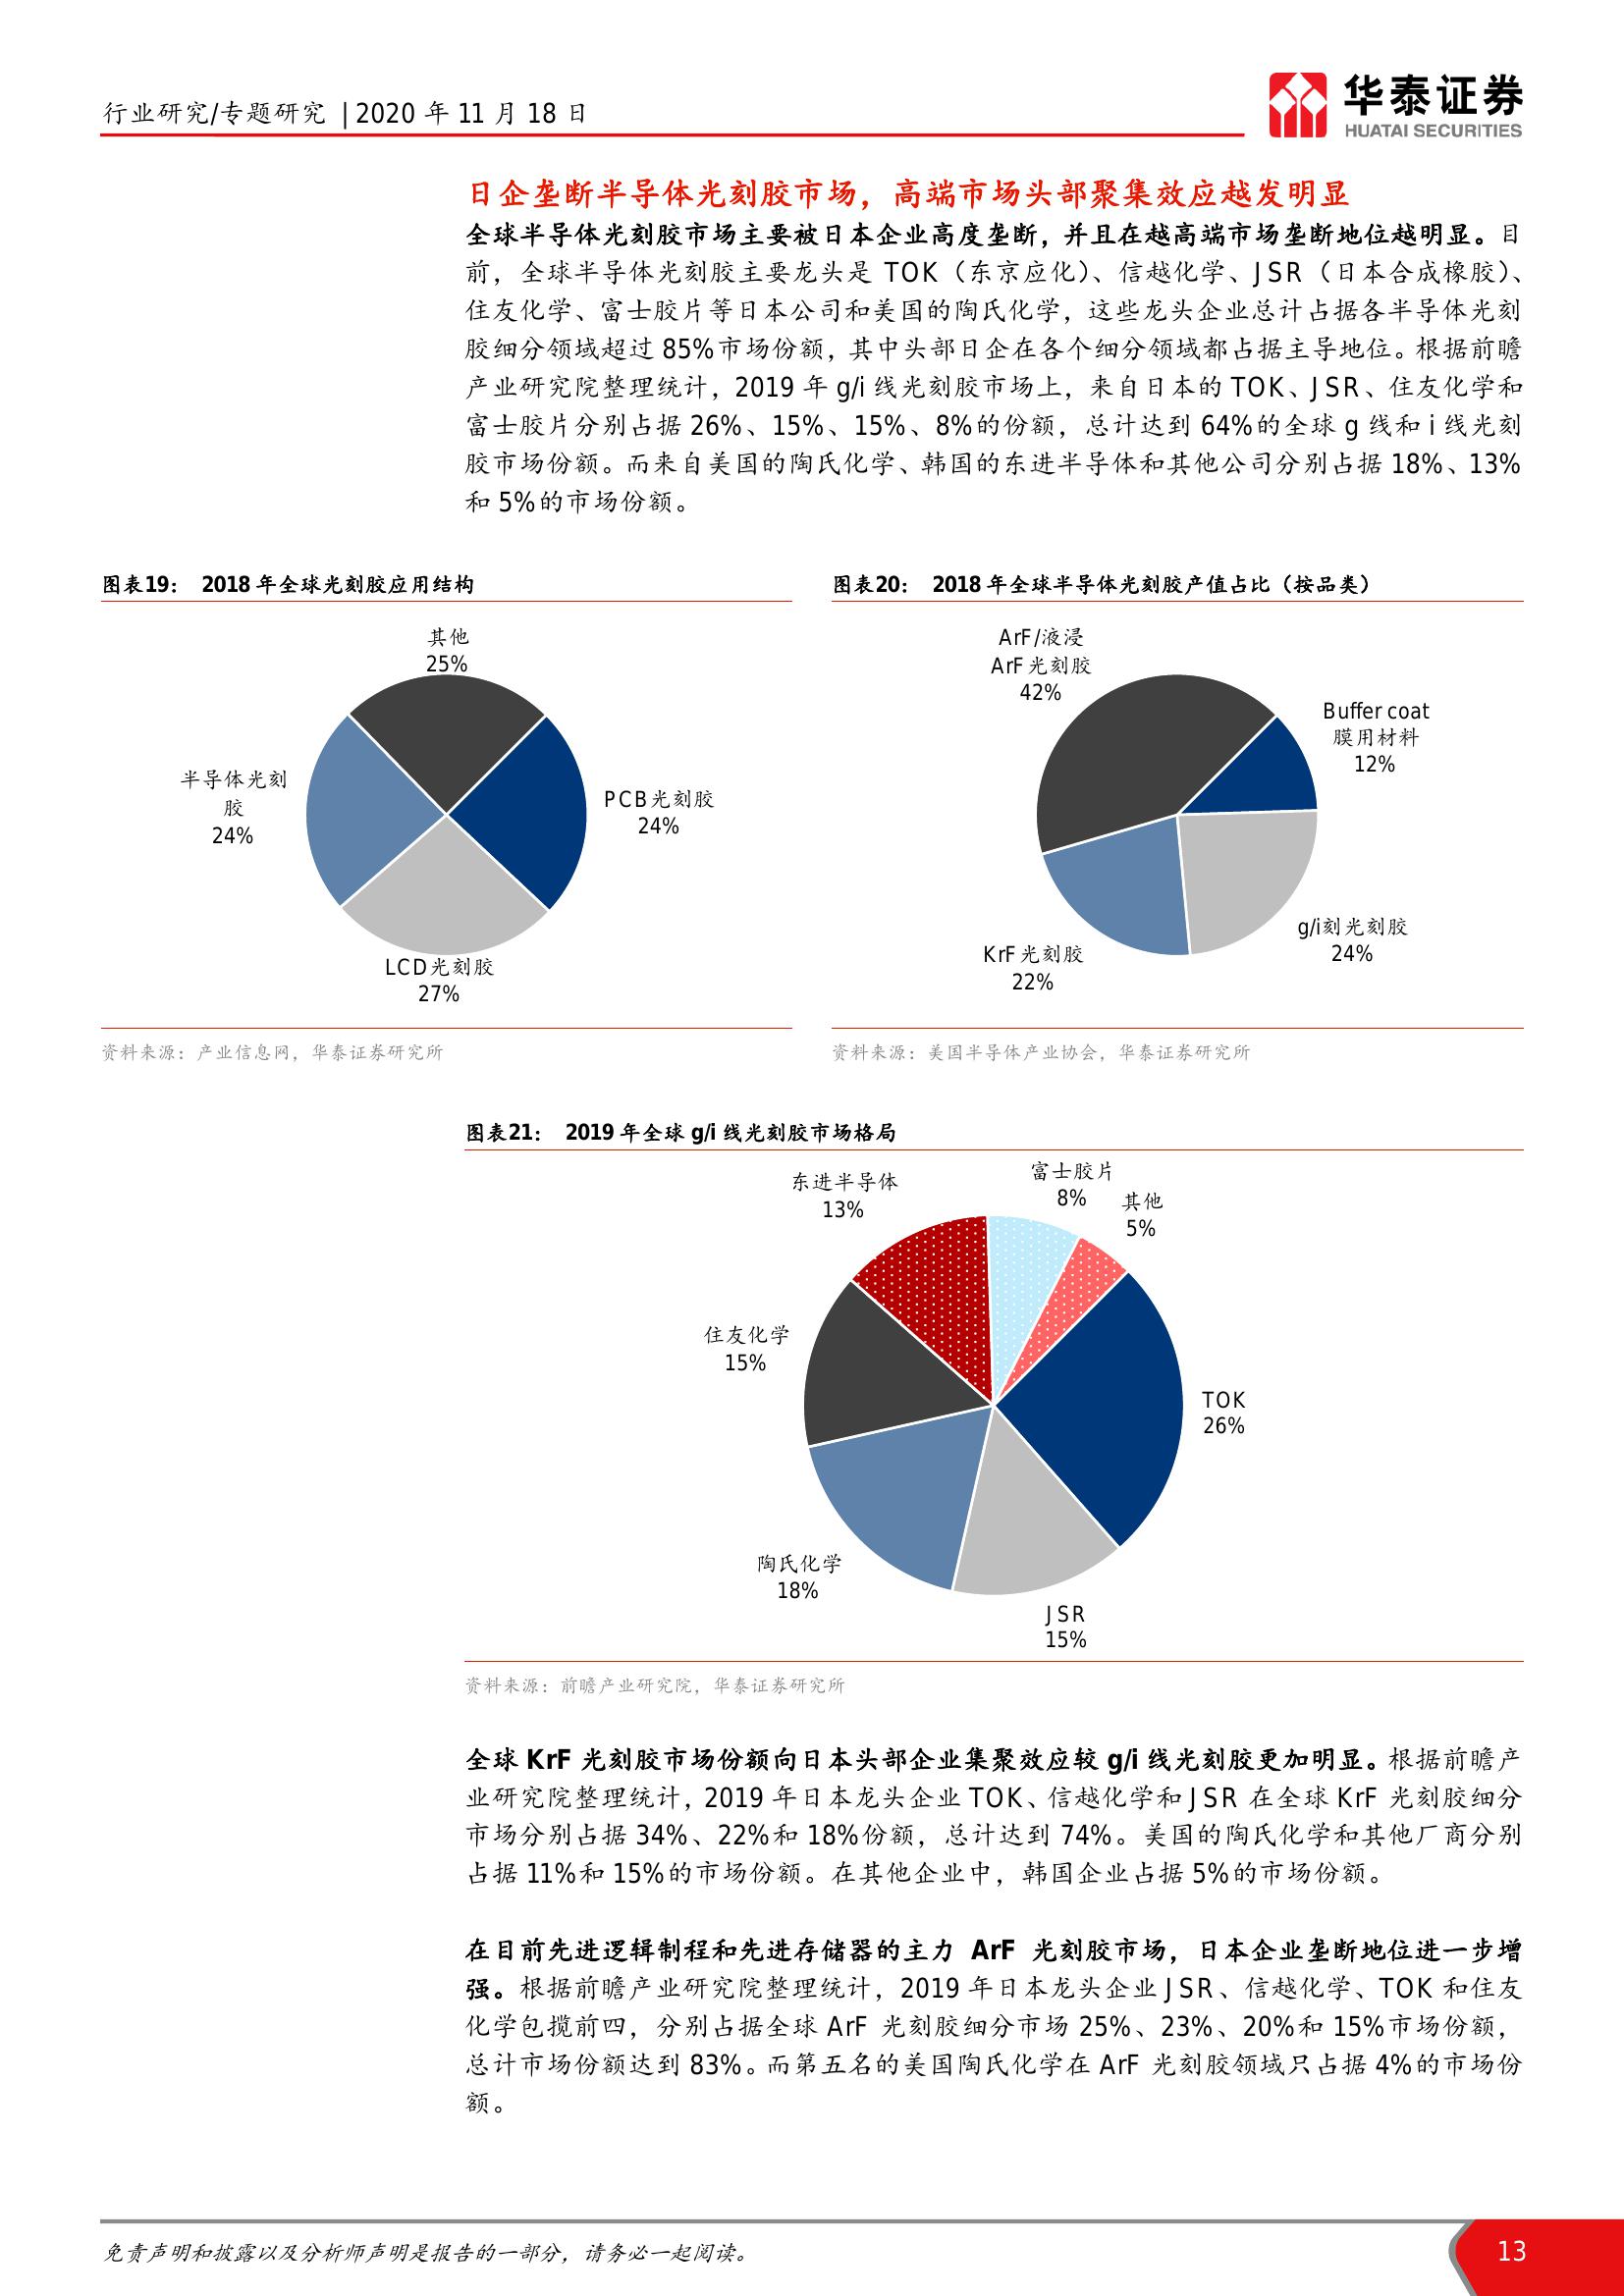 行业研究/专题研究 | 2020 年 11 月 18 日
华泰证券
HUATAI SECURITIES
日企垄断半导体光刻胶市场，高端市场头部聚集效应越发明显
全球半导体光刻胶市场主要被日本企业高度垄断，并且在越高端市场垄断地位越明显。目
前，全球半导体光刻胶主要龙头是 TOK（东京应化）、信越化学、JSR（日本合成橡胶）、
住友化学、富士胶片等日本公司和美国的陶氏化学，这些龙头企业总计占据各半导体光刻
胶细分领域超过 85%市场份额，其中头部日企在各个细分领域都占据主导地位。根据前瞻
产业研究院整理统计，2019 年 g/i 线光刻胶市场上，来自日本的 TOK、JSR、住友化学和
富士胶片分别占据 26%、15%、15%、8%的份额，总计达到 64%的全球 g 线和 i 线光刻
胶市场份额。而来自美国的陶氏化学、韩国的东进半导体和其他公司分别占据 18%、13%
和 5%的市场份额。
图表19： 2018 年全球光刻胶应用结构
其他
25%
半导体光刻
胶
24%
PCB光刻胶
24%
LCD光刻胶
27%
资料来源：产业信息网，华泰证券研究所
图表20： 2018 年全球半导体光刻胶产值占比（按品类）
ArF/液浸
ArF光刻胶
42%
Buffer coat
膜用材料
12%
g/i刻光刻胶
24%
KrF光刻胶
22%
资料来源：美国半导体产业协会，华泰证券研究所
图表21： 2019 年全球 g/i 线光刻胶市场格局
东进半导体
13%
富士胶片
8%
其他
5%
住友化学
15%
TOK
26%
陶氏化学
18%
JSR
15%
资料来源：前瞻产业研究院，华泰证券研究所
全球 KrF 光刻胶市场份额向日本头部企业集聚效应较 g/i 线光刻胶更加明显。根据前瞻产
业研究院整理统计，2019 年日本龙头企业 TOK、信越化学和 JSR 在全球 KrF 光刻胶细分
市场分别占据 34%、22%和 18%份额，总计达到 74%。美国的陶氏化学和其他厂商分别
占据 11%和 15%的市场份额。在其他企业中，韩国企业占据 5%的市场份额。
在目前先进逻辑制程和先进存储器的主力 ArF 光刻胶市场，日本企业垄断地位进一步增
强。根据前瞻产业研究院整理统计，2019 年日本龙头企业 JSR、信越化学、TOK 和住友
化学包揽前四，分别占据全球 ArF 光刻胶细分市场 25%、23%、20%和 15%市场份额，
总计市场份额达到 83%。而第五名的美国陶氏化学在 ArF 光刻胶领域只占据 4%的市场份
额。
免责声明和披露以及分析师声明是报告的一部分，请务必一起阅读。
13